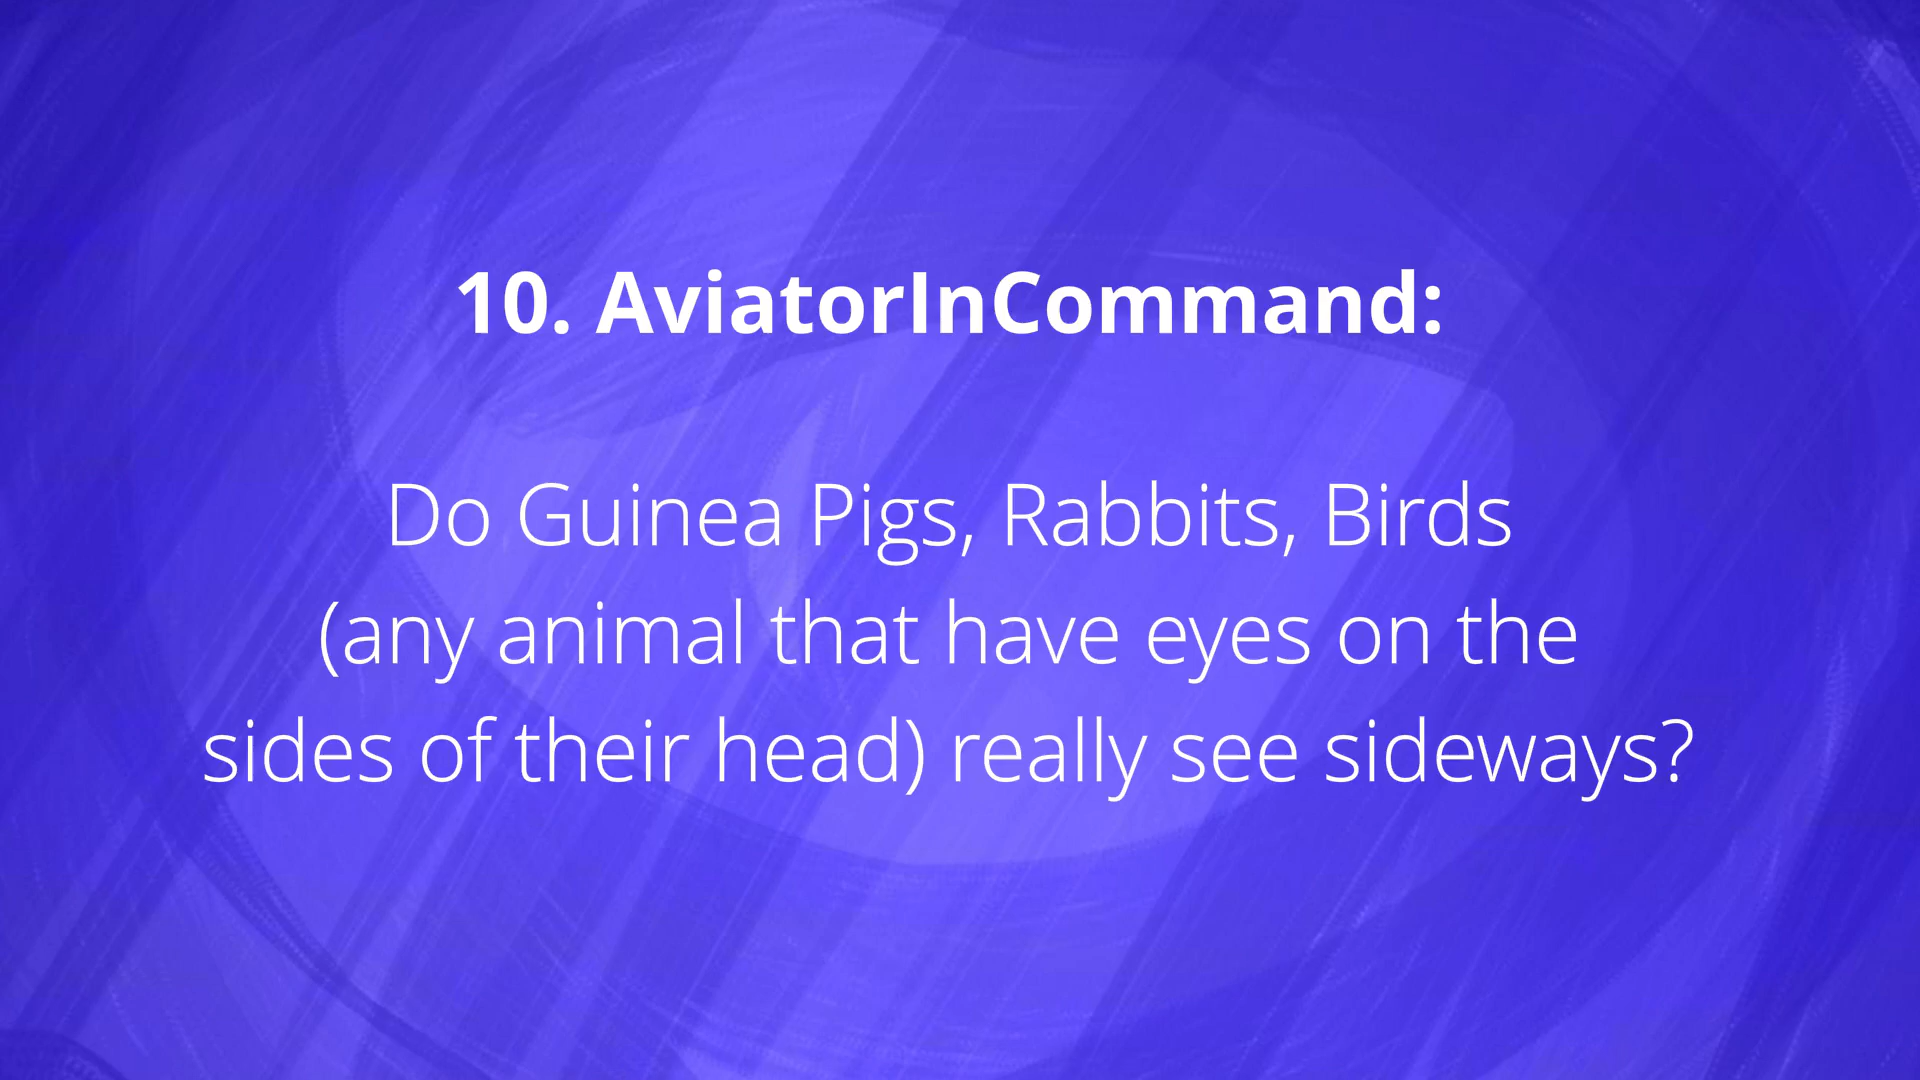 10. AviatorInCommand:
Do Guinea Pigs, Rabbits, Birds
(any animal that have eyes on the
sides of their head) really see sideways?